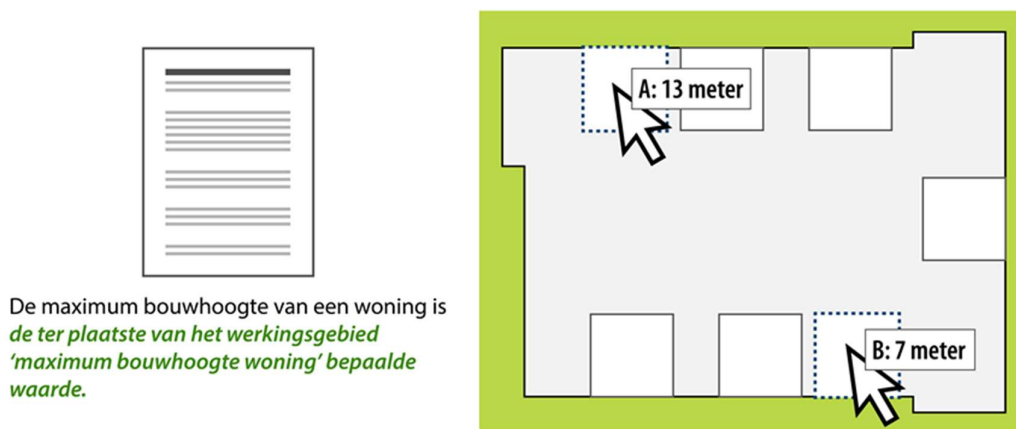 De maximum bouwhoogte van een woning is
de ter plaatste van het werkingsgebied
‘maximum bouwhoogte woning’ bepaalde
waarde.
A: 13 meter
B: 7 meter